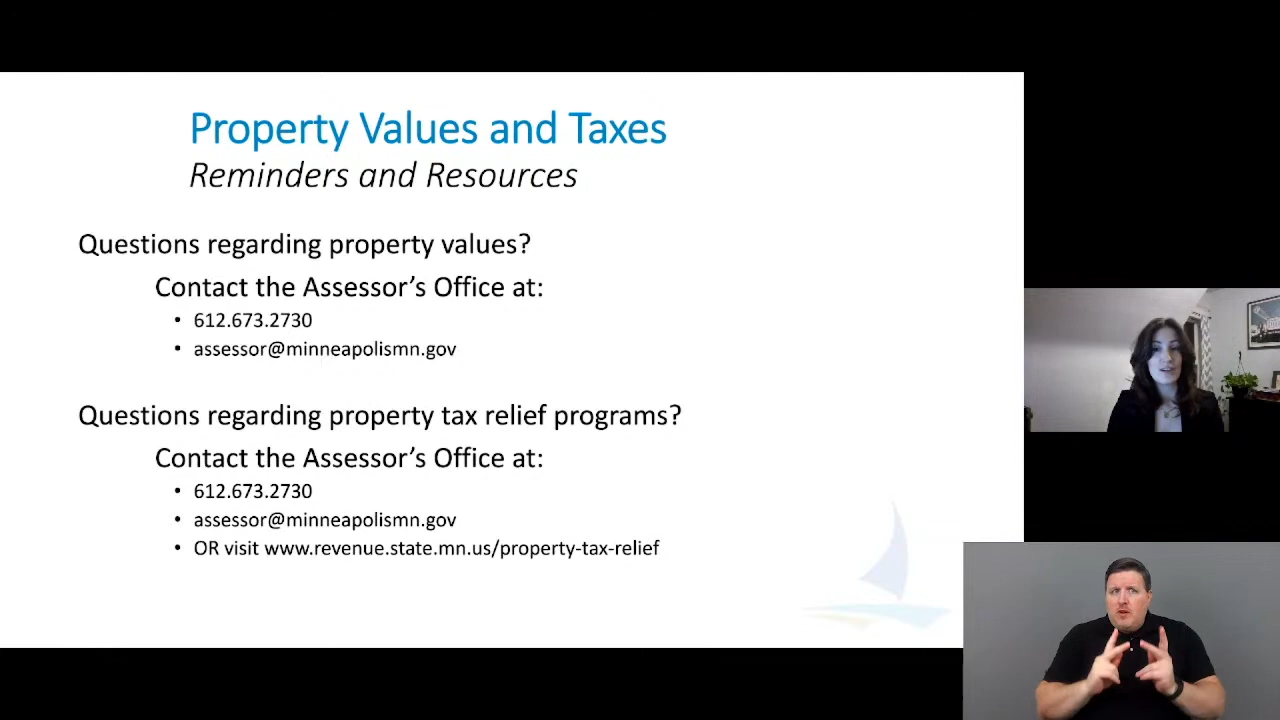 Property Values and Taxes
Reminders and Resources
Questions regarding property values?
Contact the Assessor’s Office at:
• 612.673.2730
• assessor@minneapolismn.gov
Questions regarding property tax relief programs?
Contact the Assessor’s Office at:
• 612.673.2730
• assessor@minneapolismn.gov
• OR visit www.revenue.state.mn.us/property-tax-relief